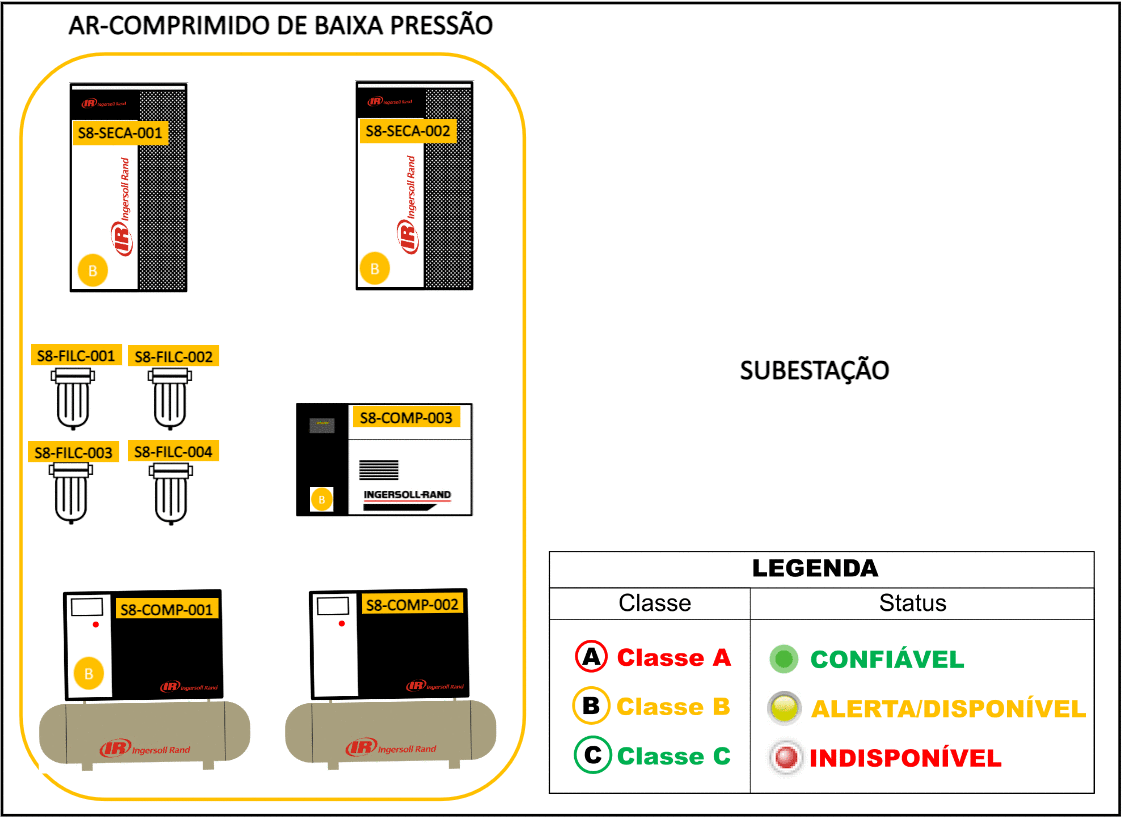 AR-COMPRIMIDO DE BAIXA PRESSÃO
IR Ingersoll Rand
S8-SECA-001
IR Ingersoll Rand
B
IR Ingersoll Rand
S8-SECA-002
IR Ingersoll Rand
B
S8-FILC-001
S8-FILC-002
S8-FILC-003
S8-FILC-004
S8-COMP-003
B
INGERSOLL-RAND
S8-COMP-001
B
IR Ingersoll Rand
IR Ingersoll Rand
S8-COMP-002
IR Ingersoll Rand
IR Ingersoll Rand
SUBESTAÇÃO
LEGENDA
Classe Status
A Classe A CONFIÁVEL
B Classe B ALERTA/DISPONÍVEL
C Classe C INDISPONÍVEL